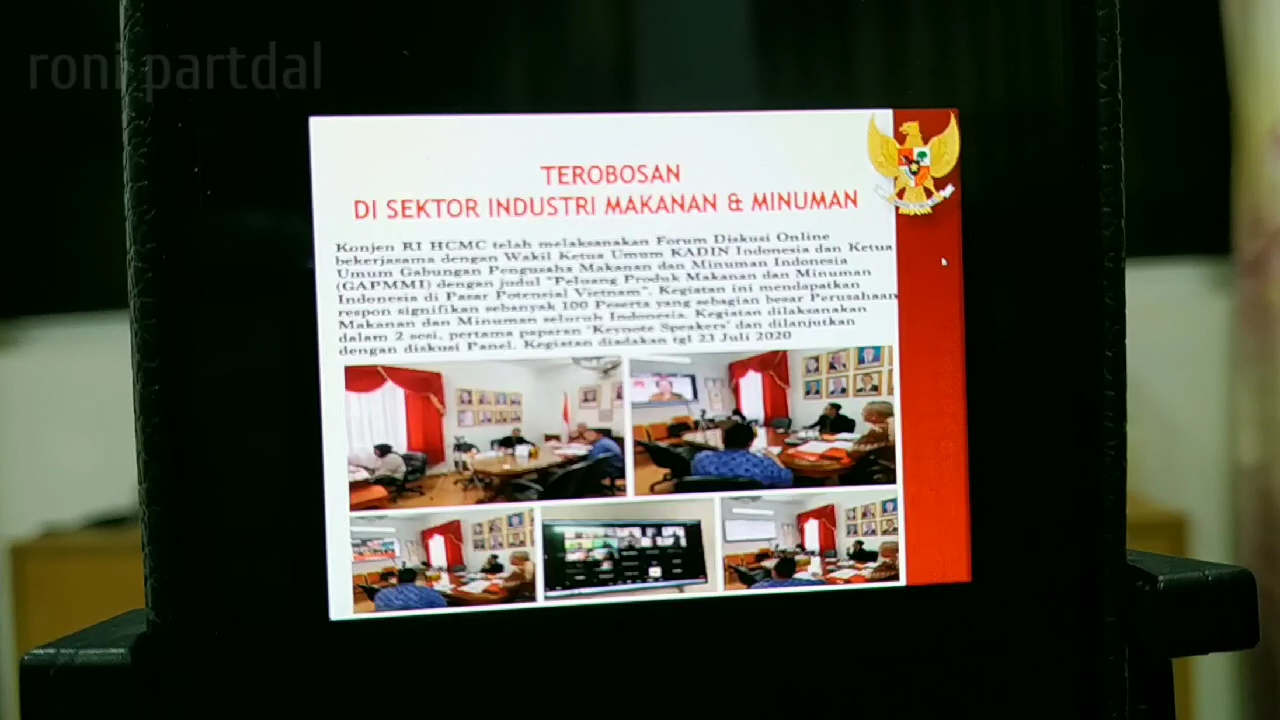 roni partdal
TEROBOSAN
DI SEKTOR INDUSTRI MAKANAN & MINUMAN
Konjen RI HCMC telah melaksanakan Forum Diskusi Online
bekerjasama dengan Wakil Ketua Umum KADIN Indonesia dan Ketua
Umum Gabungan Pengusaha Makanan dan Minuman Indonesia
(GAPMMI) dengan judul "Peluang Produk Makanan dan Minuman
Indonesia di Pasar Potensial Vietnam". Kegiatan ini mendapatkan
respon signifikan sebanyak 100 Peserta yang sebagian besar Perusahaan
Makanan dan Minuman seluruh Indonesia. Kegiatan dilaksanakan
dalam 2 sesi, pertama paparan 'Keynote Speakers' dan dilanjutkan
dengan diskusi Panel. Kegiatan diadakan tgl 23 Juli 2020